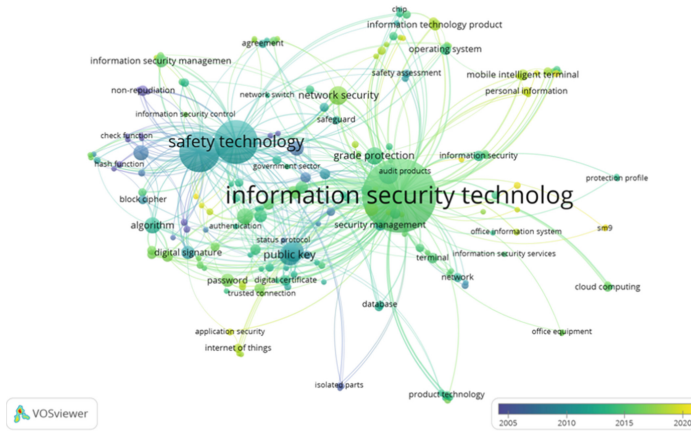 chip
information technology product
agreement
operating system
information security managemen
safety assessment
mobile intelligent terminal
non-repudiation
network switch
network security
personal information
information security control
safeguard
check function
safety technology
grade protection
information security
hash function
government sector
audit products
protection profile
block cipher
information security technolog
algorithm
authentication
security management
office information system
sm9
status protocol
digital signature
public key
terminal
information security services
password
digital certificate
network
cloud computing
trusted connection
database
application security
office equipment
internet of things
isolated parts
product technology
VOSviewer
2005 2010 2015 2020